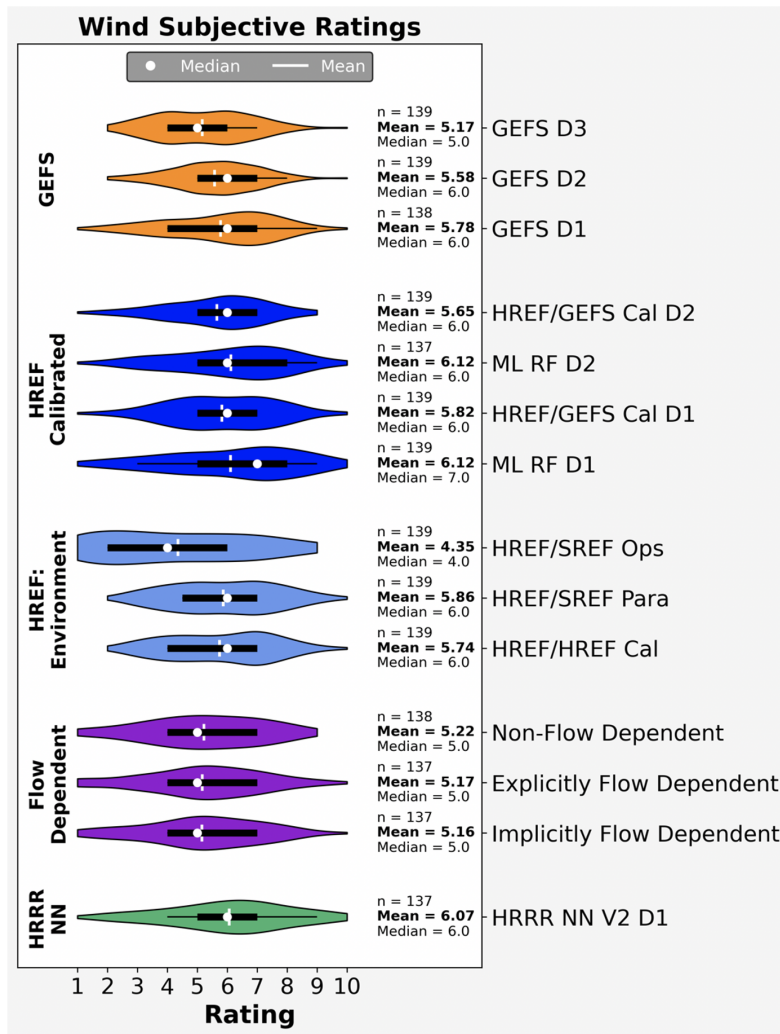 Wind Subjective Ratings
Median Mean
GEFS
n = 139
Mean = 5.17
Median = 5.0
GEFS D3
n = 139
Mean = 5.58
Median = 6.0
GEFS D2
n = 138
Mean = 5.78
Median = 6.0
GEFS D1
HREF
Calibrated
n = 139
Mean = 5.65
Median = 6.0
HREF/GEFS Cal D2
n = 137
Mean = 6.12
Median = 6.0
ML RF D2
n = 139
Mean = 5.82
Median = 6.0
HREF/GEFS Cal D1
n = 139
Mean = 6.12
Median = 7.0
ML RF D1
HREF:
Environment
n = 139
Mean = 4.35
Median = 4.0
HREF/SREF Ops
n = 139
Mean = 5.86
Median = 6.0
HREF/SREF Para
n = 139
Mean = 5.74
Median = 6.0
HREF/HREF Cal
Flow
Dependent
n = 138
Mean = 5.22
Median = 5.0
Non-Flow Dependent
n = 137
Mean = 5.17
Median = 5.0
Explicitly Flow Dependent
n = 137
Mean = 5.16
Median = 5.0
Implicitly Flow Dependent
HRRR
NN
n = 137
Mean = 6.07
Median = 6.0
HRRR NN V2 D1
1 2 3 4 5 6 7 8 9 10
Rating